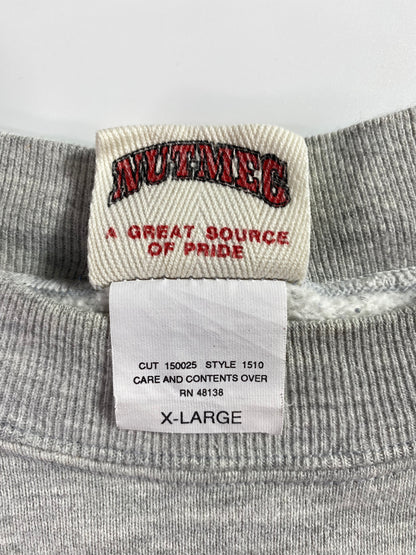 NUTMEG
A GREAT SOURCE
OF PRIDE
CUT 150025 STYLE 1510
CARE AND CONTENTS OVER
RN 48138
X-LARGE